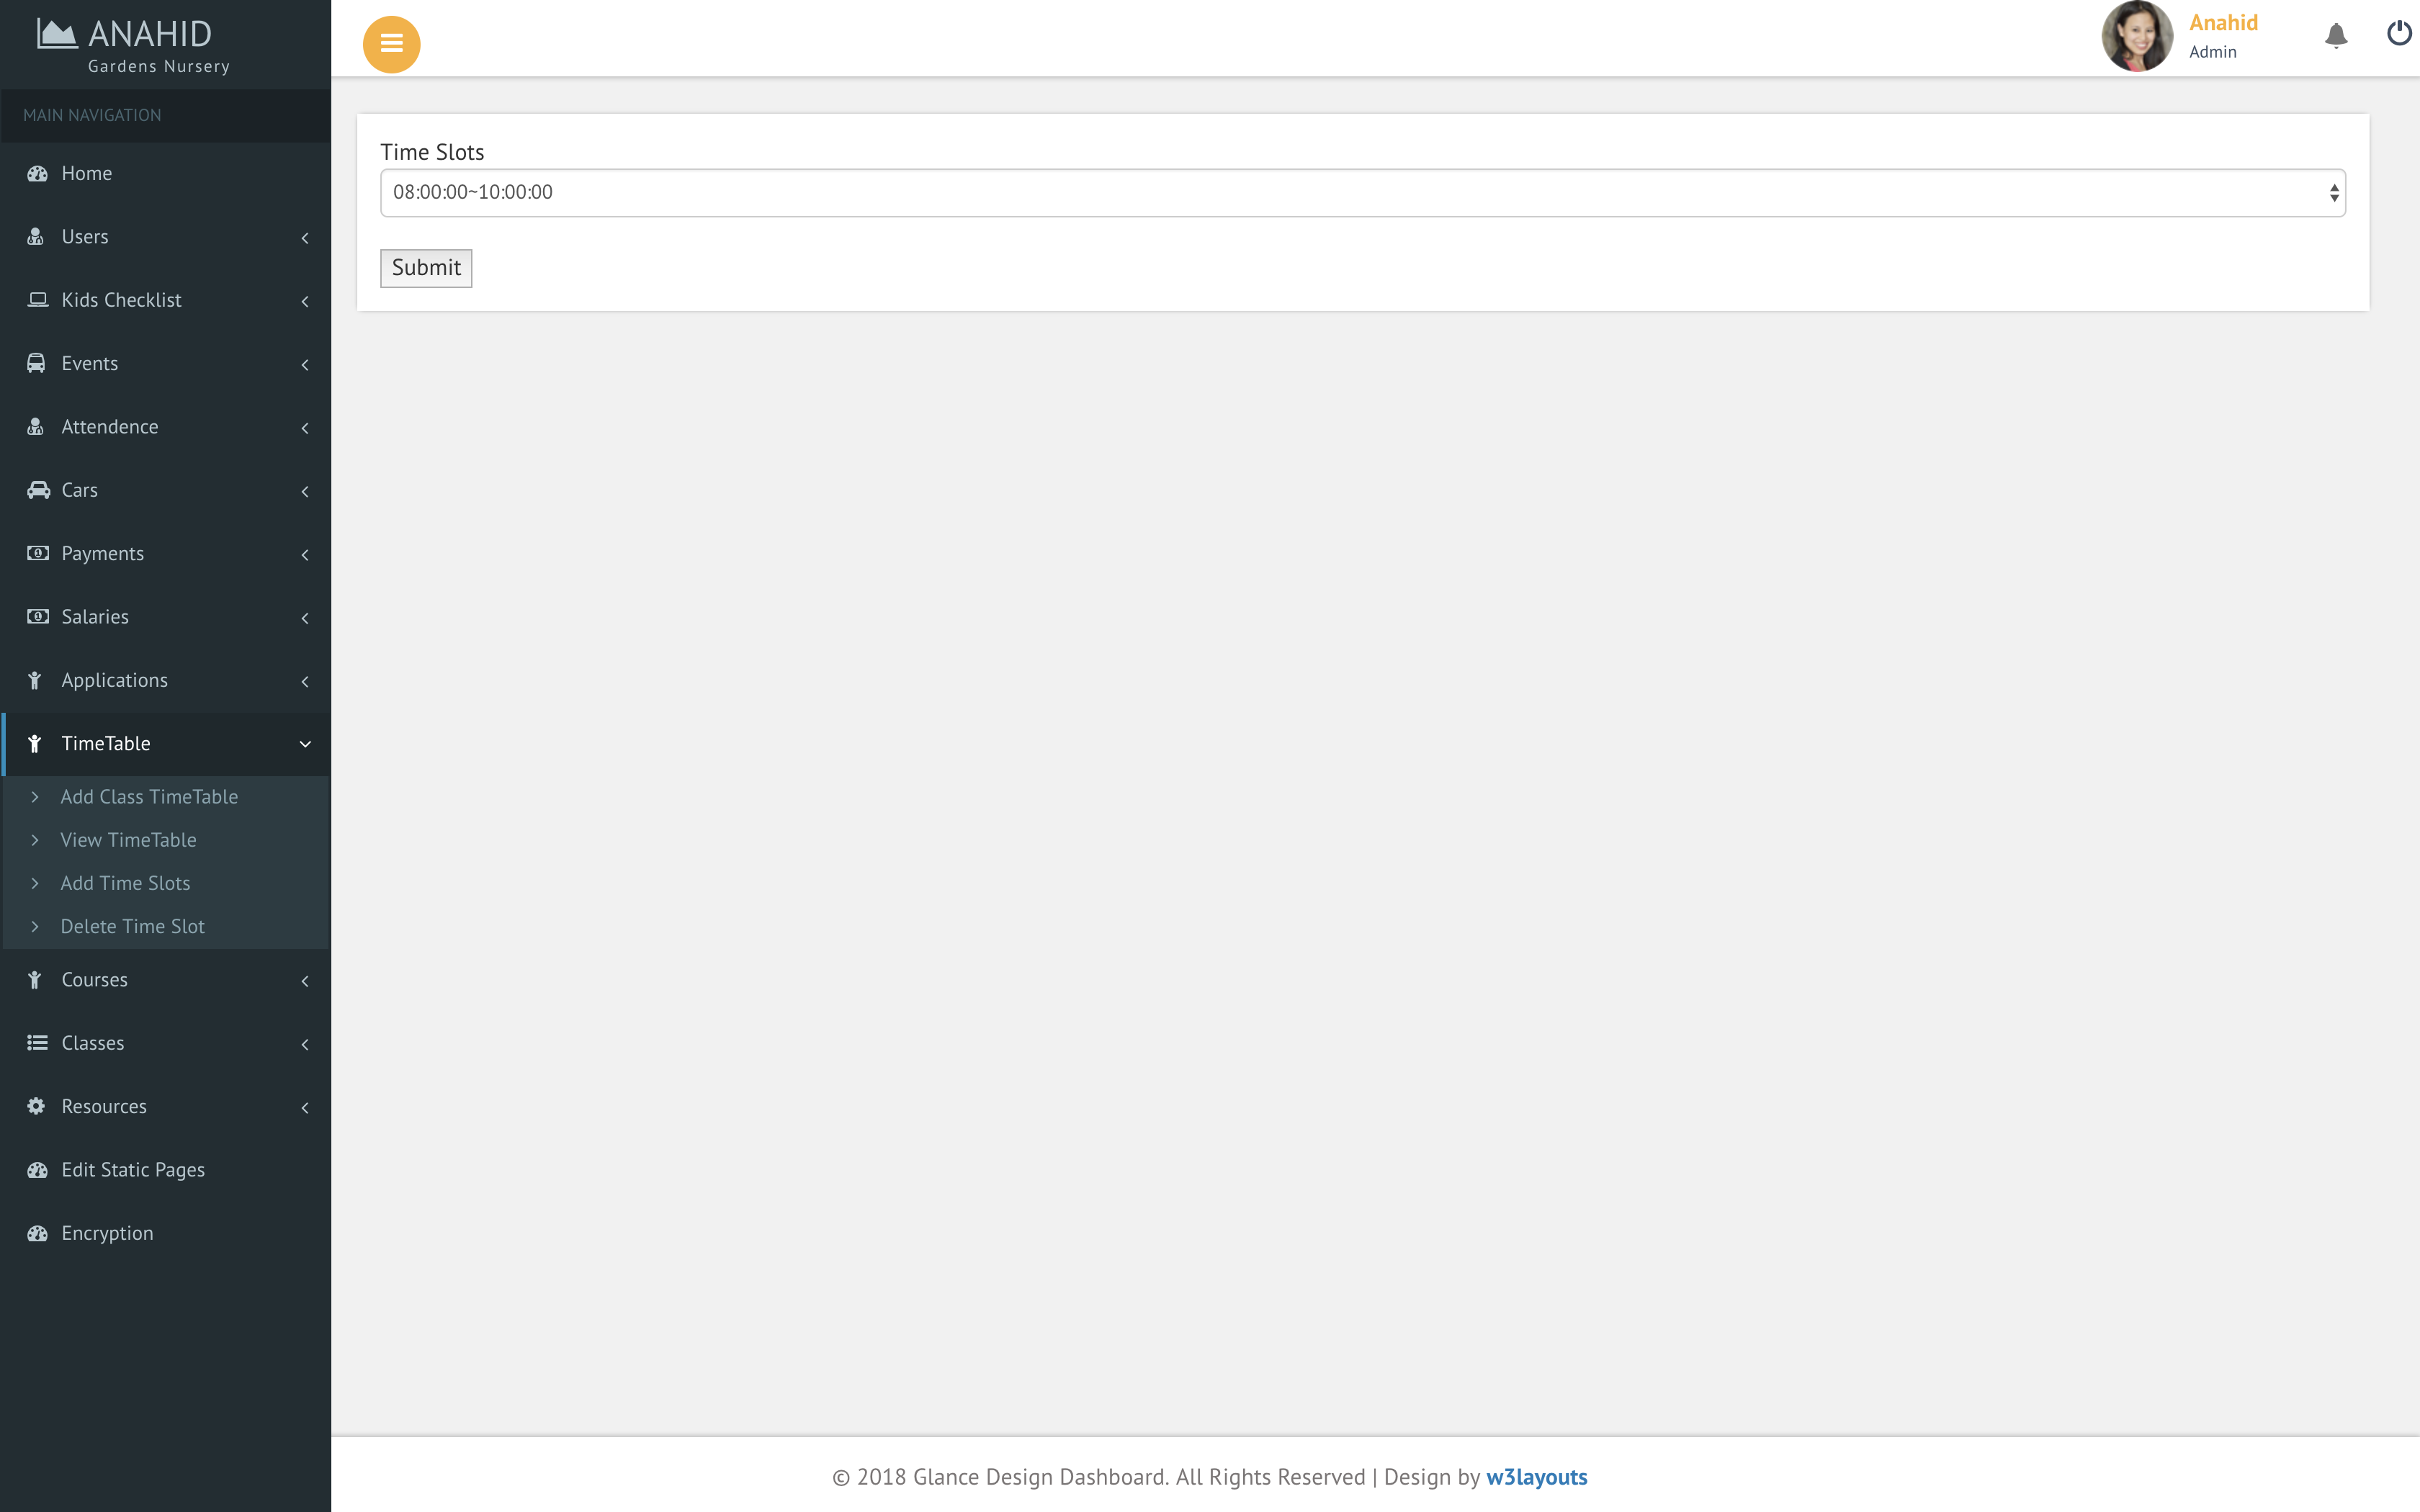 ANAHID
Gardens Nursery
MAIN NAVIGATION
Home
Users
Kids Checklist
Events
Attendence
Cars
Payments
Salaries
Applications
TimeTable
Add Class TimeTable
View TimeTable
Add Time Slots
Delete Time Slot
Courses
Classes
Resources
Edit Static Pages
Encryption
Anahid
Admin
Time Slots
08:00:00~10:00:00
Submit
© 2018 Glance Design Dashboard. All Rights Reserved | Design by w3layouts